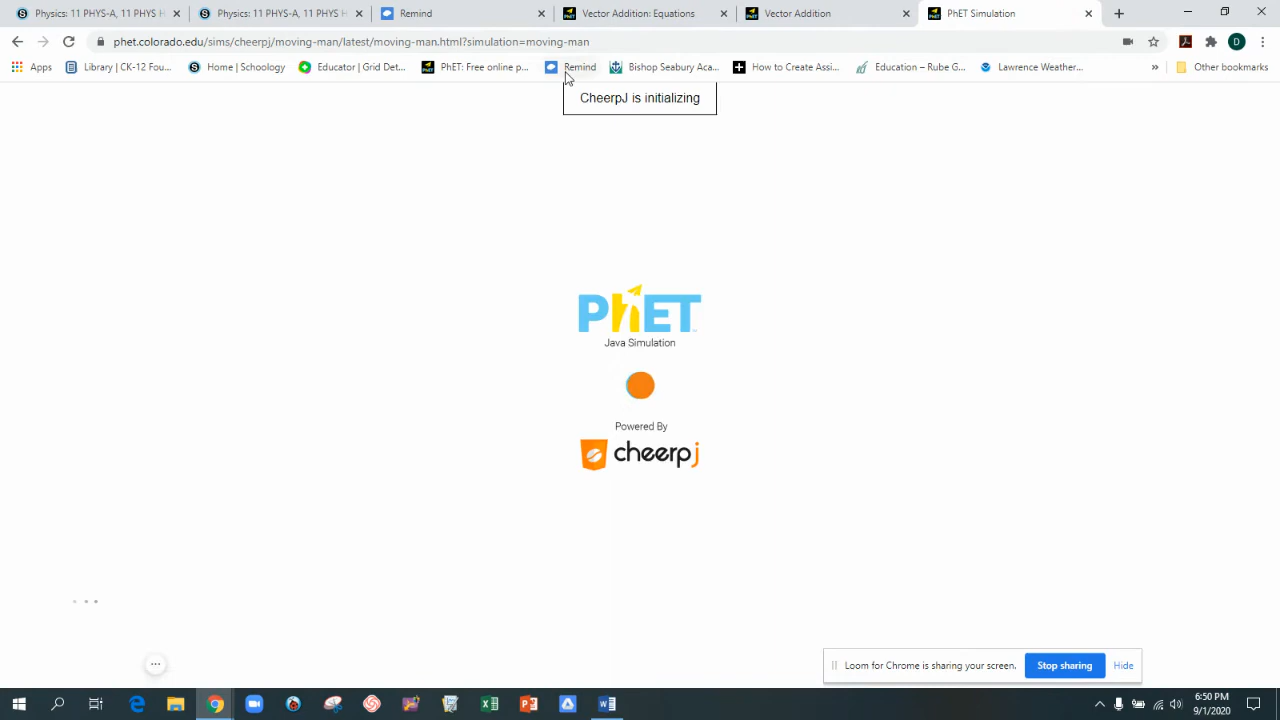 Physics: 11 PHYS-A, 11 PHYS H
Physics: 11 PHYS-A, 11 PHYS H
Remind
Vector Addition: Equations
Vector Addition
PhET Simulation
phet.colorado.edu/sims/cheerpj/moving-man/latest/moving-man.html?simulation=moving-man
D
Apps
Library | CK-12 Fou...
Home | Schoology
Educator | Grid Det...
PhET: Free online p...
Remind
Bishop Seabury Aca...
How to Create Assi...
Education – Rube G...
Lawrence Weather...
Other bookmarks
CheerpJ is initializing
PhET
Java Simulation
Powered By
cheerpj
Loom for Chrome is sharing your screen.
Stop sharing
Hide
6:50 PM
9/1/2020